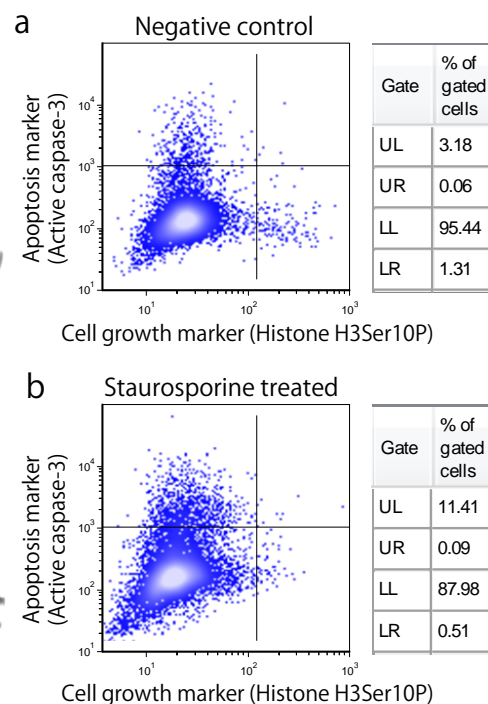 a
Negative control
Apoptosis marker
(Active caspase-3)
10⁴
10³
10²
10¹
10¹
10²
10³
Cell growth marker (Histone H3Ser10P)
Gate % of gated cells
UL 3.18
UR 0.06
LL 95.44
LR 1.31
b
Staurosporine treated
Apoptosis marker
(Active caspase-3)
10⁴
10³
10²
10¹
10¹
10²
10³
Cell growth marker (Histone H3Ser10P)
Gate % of gated cells
UL 11.41
UR 0.09
LL 87.98
LR 0.51